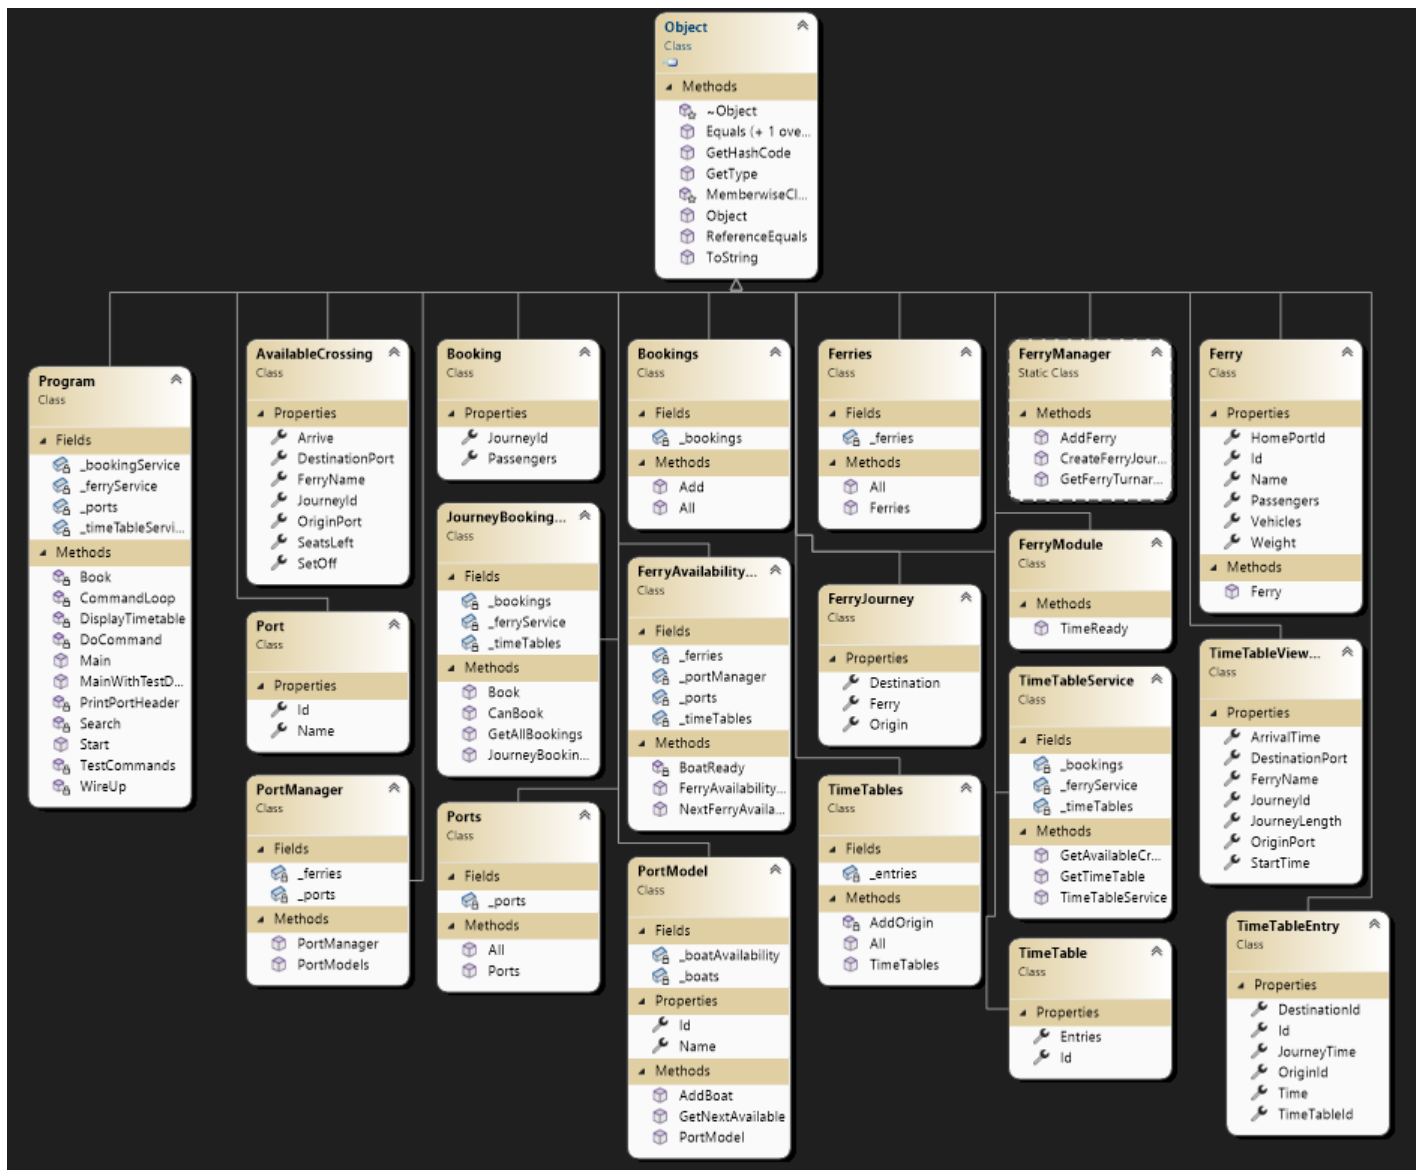 Object
Class
Methods
~Object
Equals (+ 1 ove...
GetHashCode
GetType
MemberwiseCl...
Object
ReferenceEquals
ToString
Program
Class
Fields
_bookingService
_ferryService
_ports
_timeTableServi...
Methods
Book
CommandLoop
DisplayTimetable
DoCommand
Main
MainWithTestD...
PrintPortHeader
Search
Start
TestCommands
WireUp
AvailableCrossing
Class
Properties
Arrive
DestinationPort
FerryName
JourneyId
OriginPort
SeatsLeft
SetOff
Port
Class
Properties
Id
Name
PortManager
Class
Fields
_ferries
_ports
Methods
PortManager
PortModels
Booking
Class
Properties
JourneyId
Passengers
JourneyBooking...
Class
Fields
_bookings
_ferryService
_timeTables
Methods
Book
CanBook
GetAllBookings
JourneyBookin...
Ports
Class
Fields
_ports
Methods
All
Ports
Bookings
Class
Fields
_bookings
Methods
Add
All
FerryAvailability...
Class
Fields
_ferries
_portManager
_ports
_timeTables
Methods
BoatReady
FerryAvailability...
NextFerryAvaila...
PortModel
Class
Fields
_boatAvailability
_boats
Properties
Id
Name
Methods
AddBoat
GetNextAvailable
PortModel
Ferries
Class
Fields
_ferries
Methods
All
Ferries
FerryJourney
Class
Properties
Destination
Ferry
Origin
TimeTables
Class
Fields
_entries
Methods
AddOrigin
All
TimeTables
FerryManager
Static Class
Methods
AddFerry
CreateFerryJour...
GetFerryTurnar...
FerryModule
Class
Methods
TimeReady
TimeTableService
Class
Fields
_bookings
_ferryService
_timeTables
Methods
GetAvailableCr...
GetTimeTable
TimeTableService
TimeTable
Class
Properties
Entries
Id
Ferry
Class
Properties
HomePortId
Id
Name
Passengers
Vehicles
Weight
Methods
Ferry
TimeTableView...
Class
Properties
ArrivalTime
DestinationPort
FerryName
JourneyId
JourneyLength
OriginPort
StartTime
TimeTableEntry
Class
Properties
DestinationId
Id
JourneyTime
OriginId
Time
TimeTableId